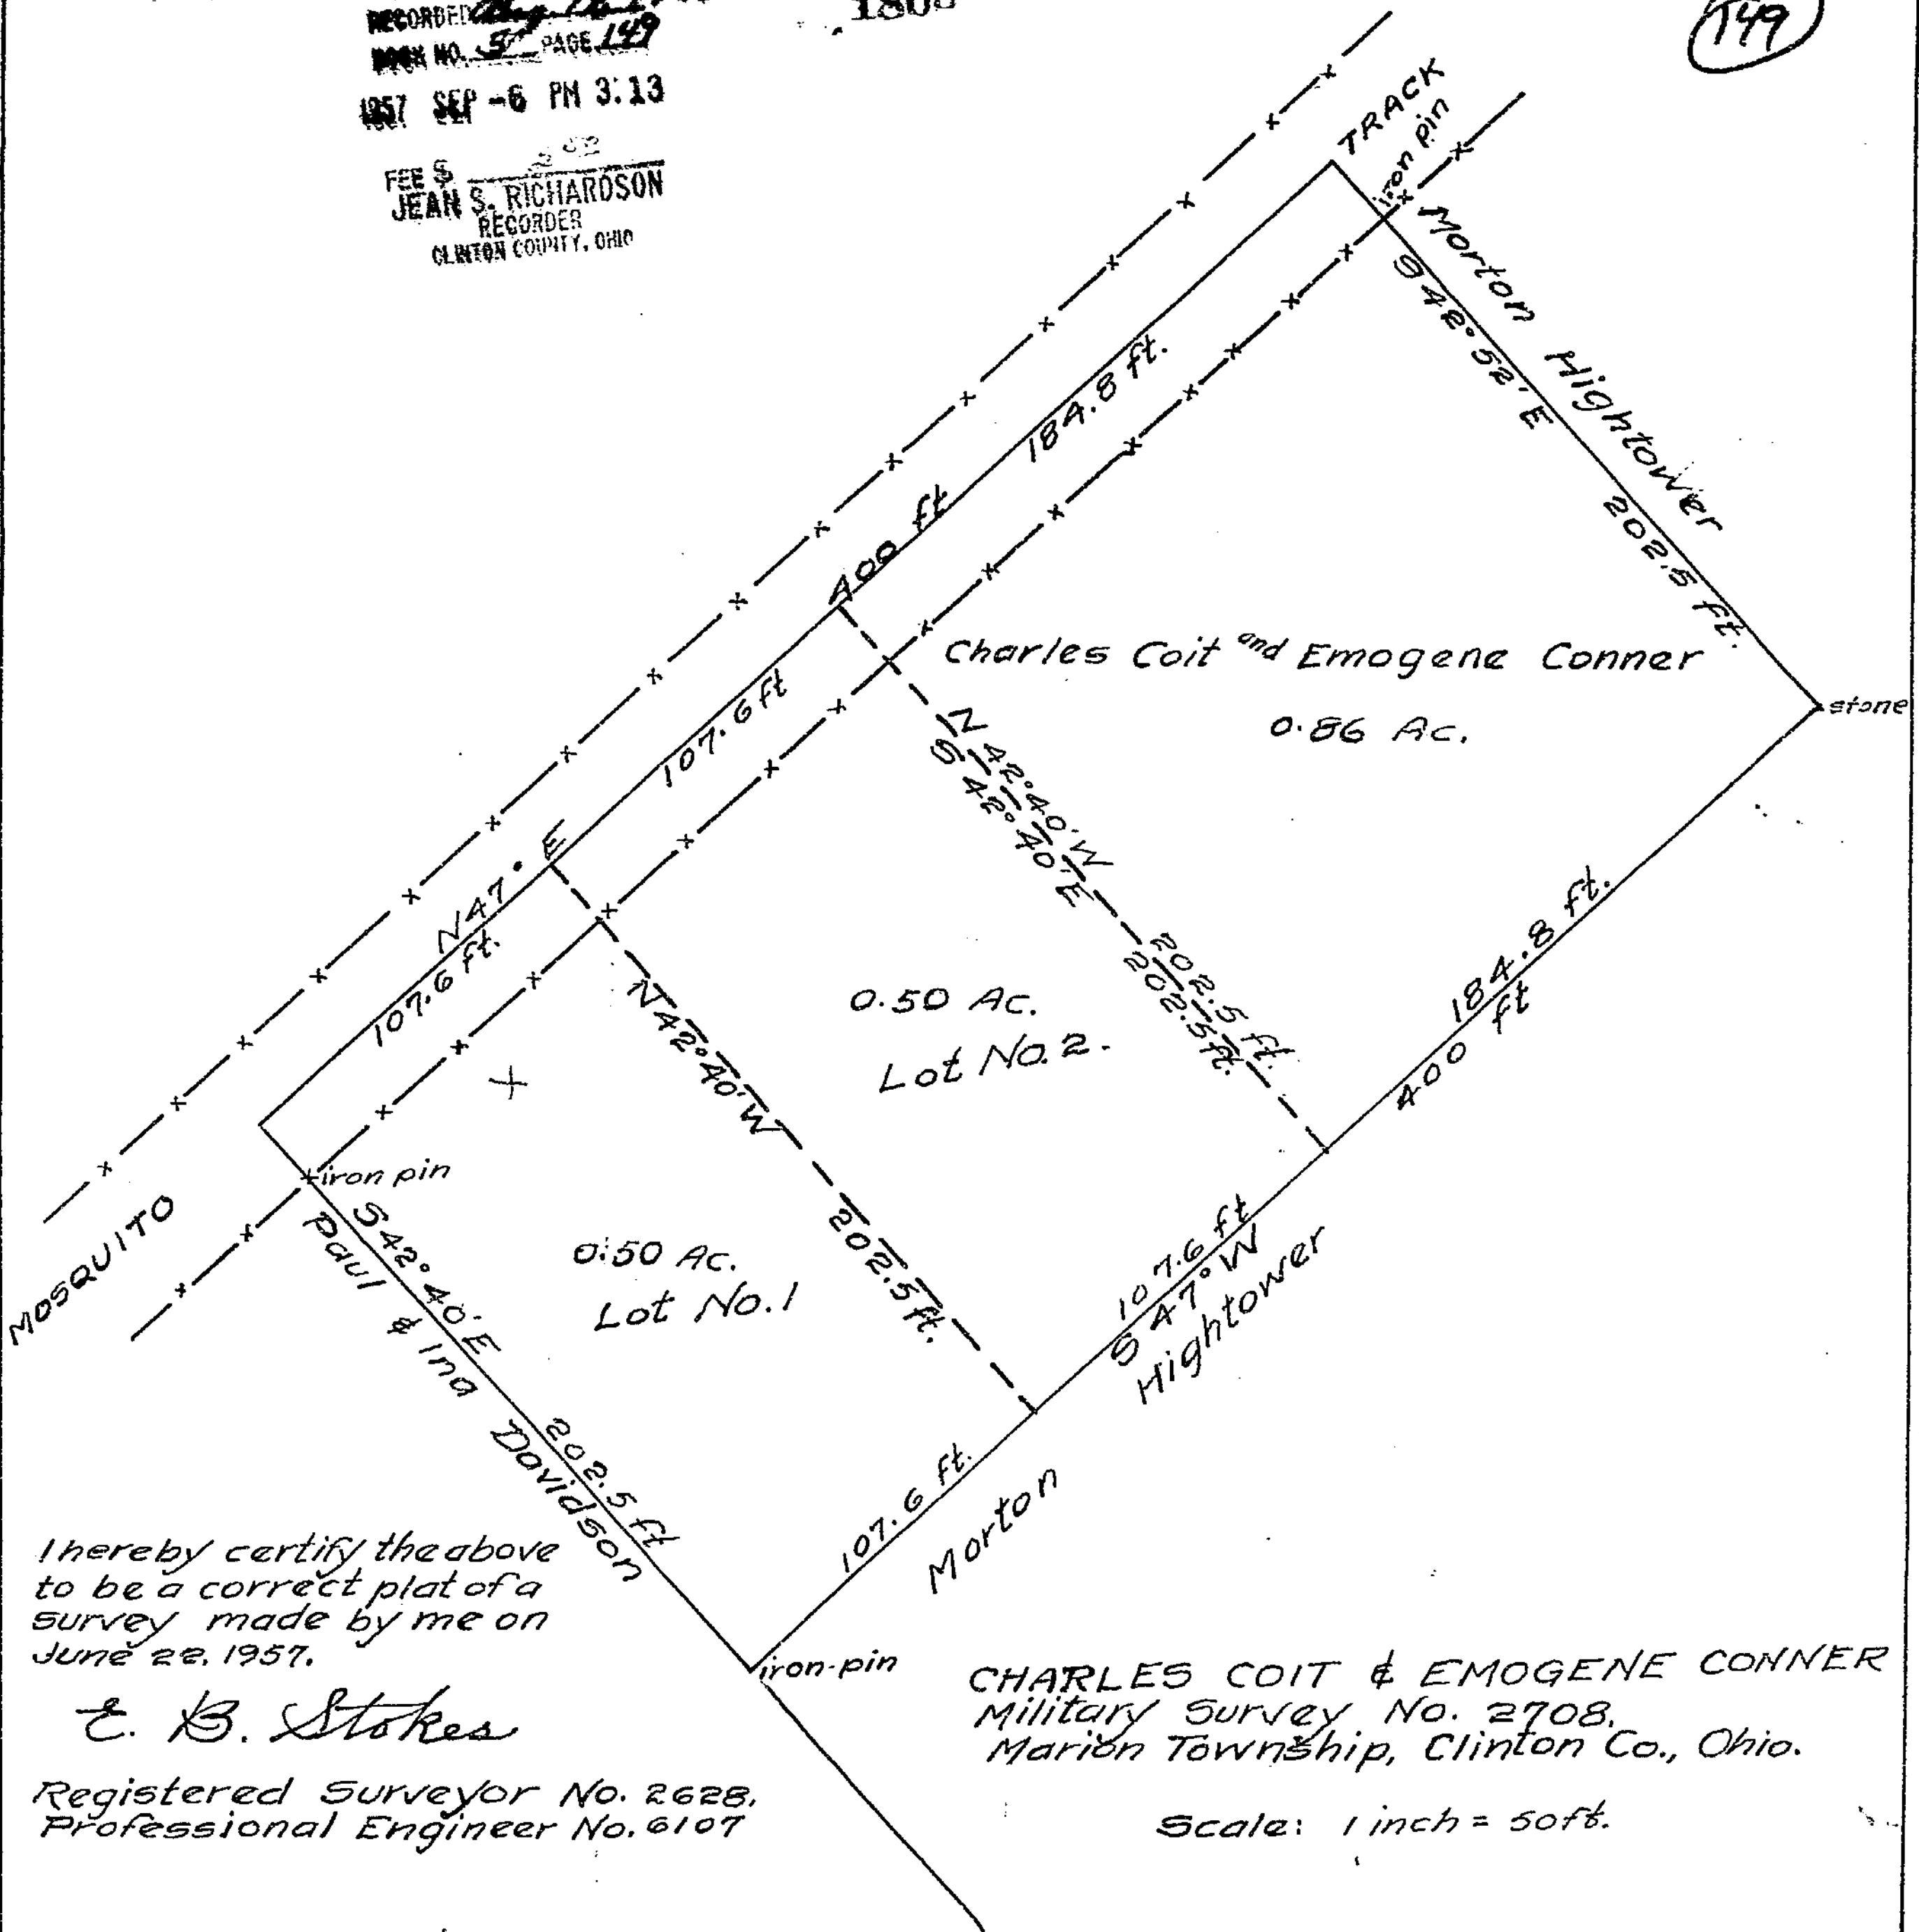 RECORDED
BOOK NO. 5 PAGE 149
1957 SEP -6 PM 3:13
FEE $
JEAN S. RICHARDSON
RECORDER
CLINTON COUNTY, OHIO
149
TRACK
iron pin
Morton Hightower
S 42° 52' E
202.5 ft.
184.8 ft.
400 ft
Charles Coit and Emogene Conner
0.86 Ac.
stone
107.6 ft
N 42° 40' W
S 42° 40' E
202.5 ft.
202.5 ft.
N 47° E
107.6 ft.
184.8 ft.
400 ft
0.50 Ac.
Lot No. 2.
N 42° 40' W
202.5 ft.
MOSQUITO
iron pin
S 42° 40' E
Paul & Ina Davidson
202.5 ft
0.50 Ac.
Lot No. 1
107.6 ft
S 47° W
Morton Hightower
107.6 ft.
iron-pin
I hereby certify the above
to be a correct plat of a
survey made by me on
June 22, 1957.
E. B. Stokes
Registered Surveyor No. 2628.
Professional Engineer No. 6107
CHARLES COIT & EMOGENE CONNER
Military Survey No. 2708.
Marion Township, Clinton Co., Ohio.
Scale: 1 inch = 50 ft.